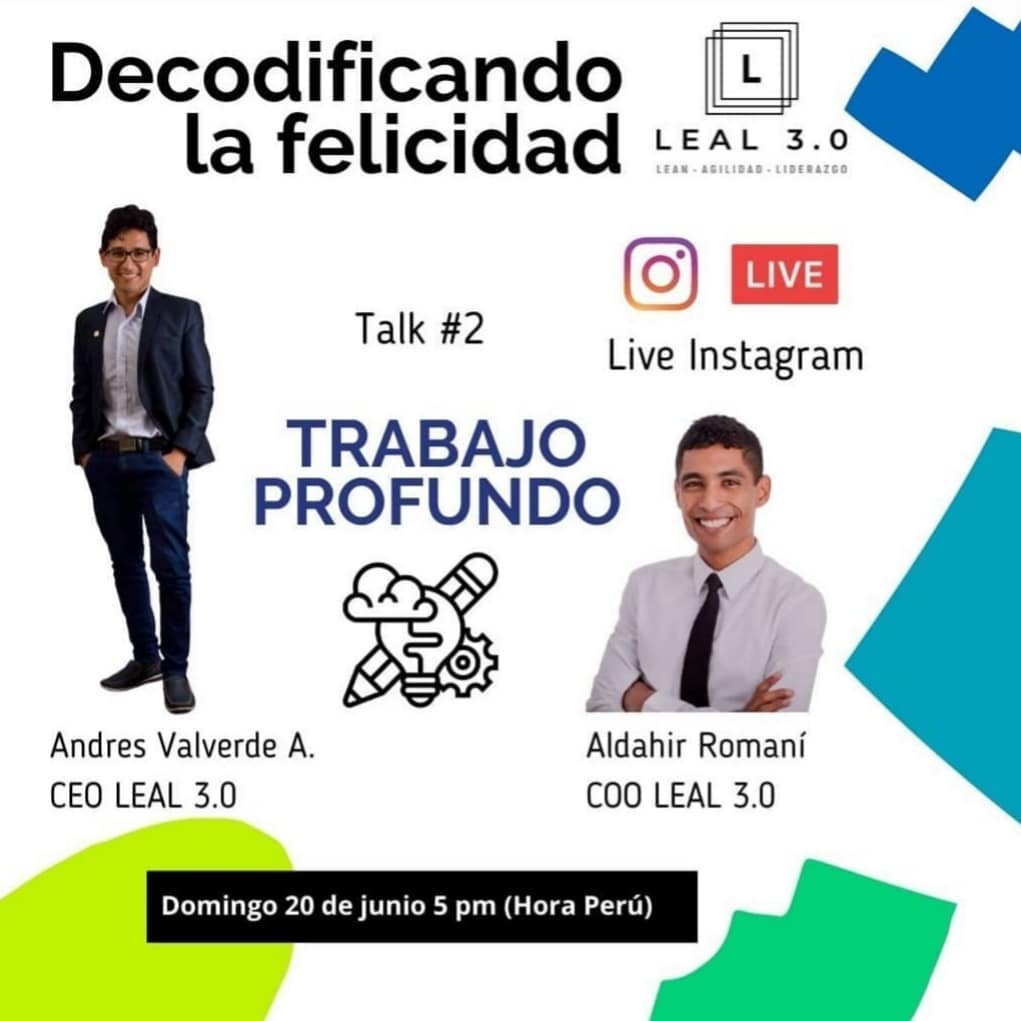 Decodificando
la felicidad
L
LEAL 3.0
LEAN - AGILIDAD - LIDERAZGO
LIVE
Live Instagram
Talk #2
TRABAJO
PROFUNDO
Andres Valverde A.
CEO LEAL 3.0
Aldahir Romaní
COO LEAL 3.0
Domingo 20 de junio 5 pm (Hora Perú)